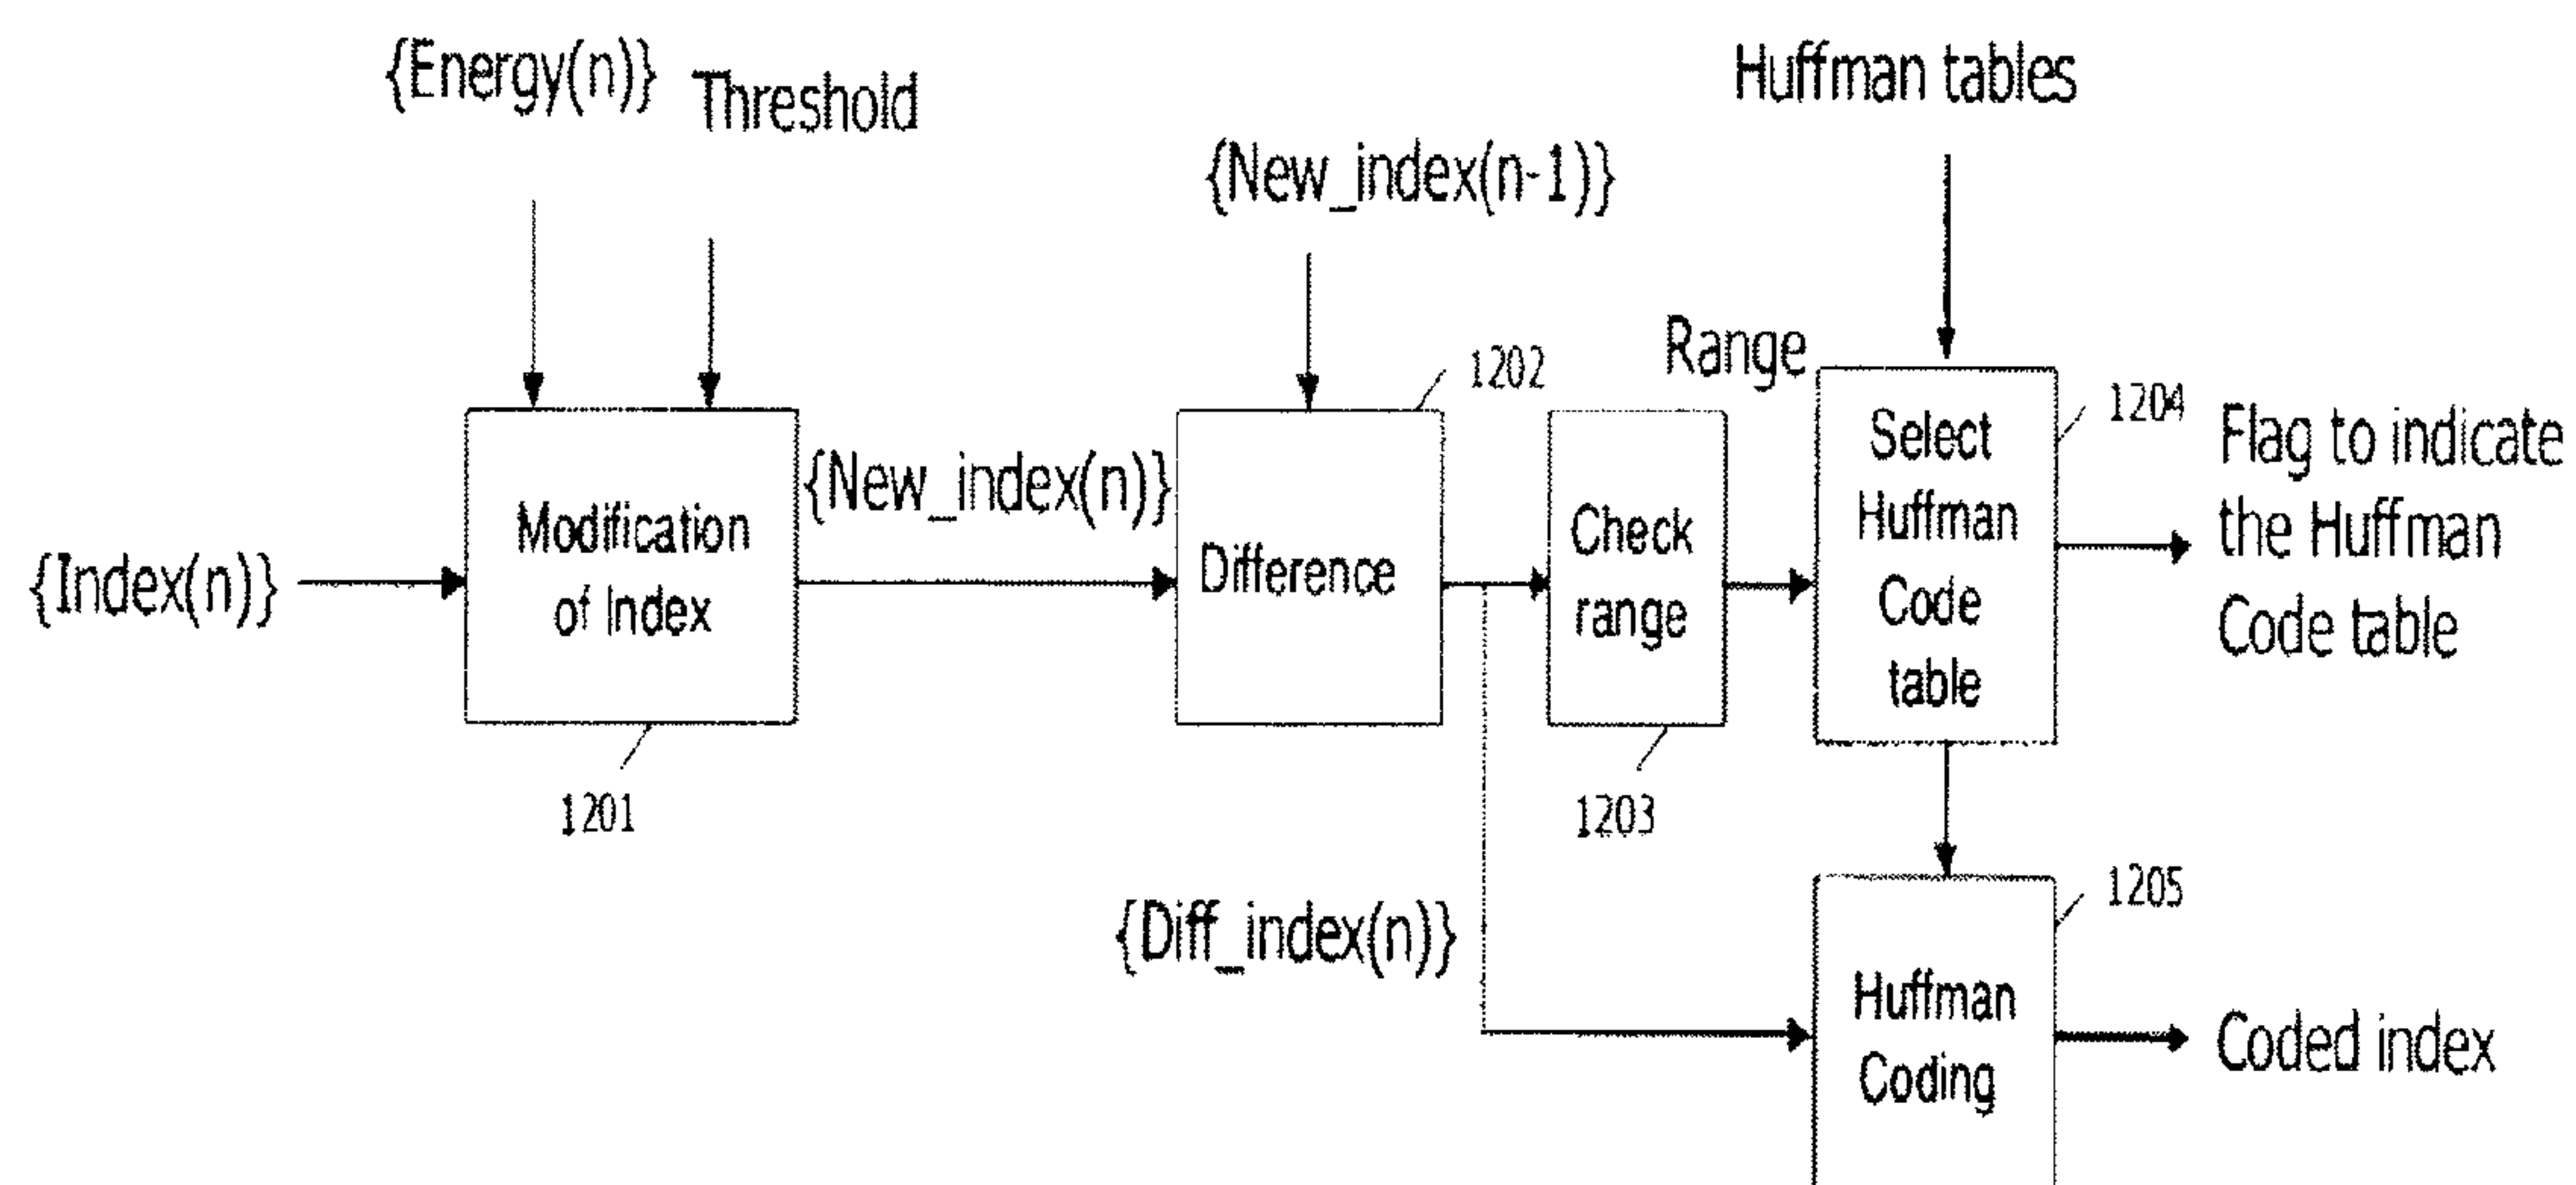 {Energy(n)}
Threshold
Huffman tables
{New_index(n-1)}
Range
1202
1204
Select
Huffman
Code
table
Flag to indicate
the Huffman
Code table
{New_index(n)}
Modification
of Index
Difference
Check
range
{Index(n)}
1201
1203
1205
{Diff_index(n)}
Huffman
Coding
Coded index